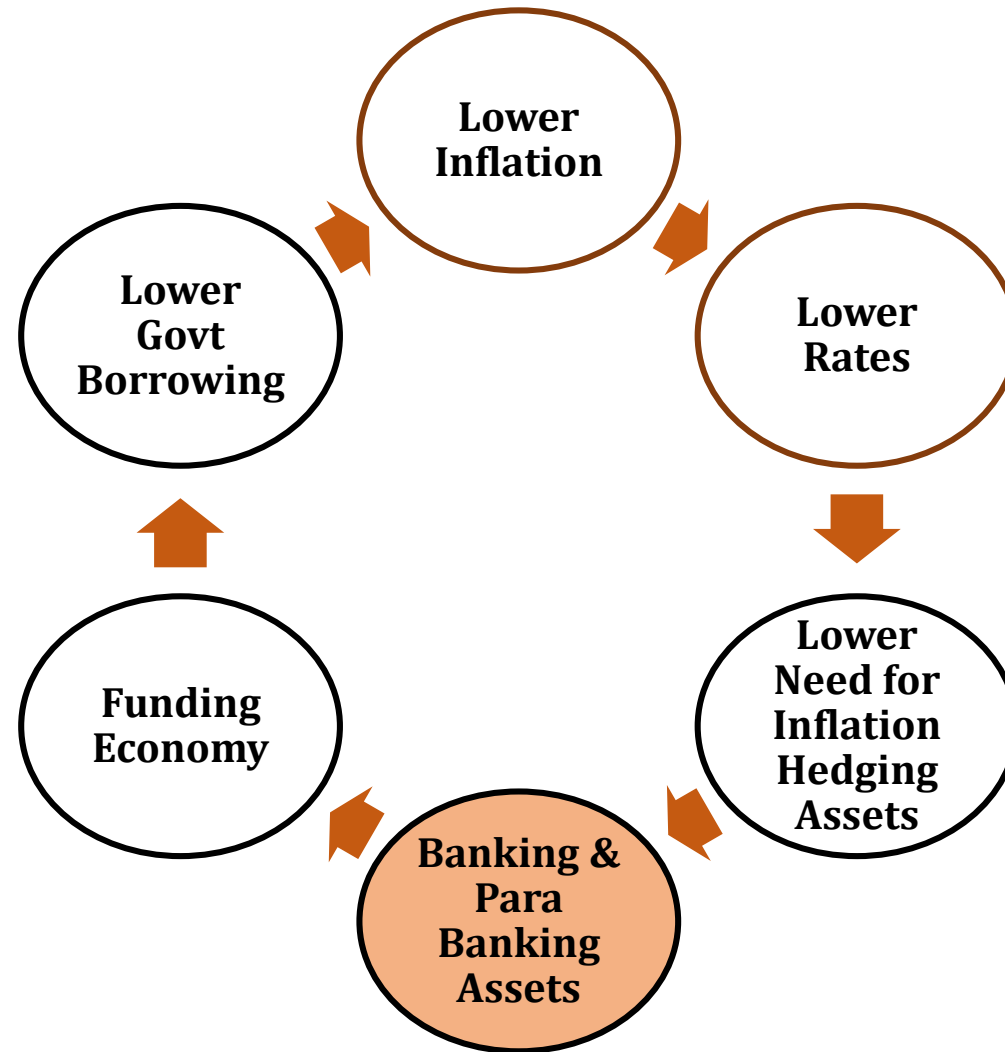 Lower
Inflation
Lower
Rates
Lower
Need for
Inflation
Hedging
Assets
Banking &
Para
Banking
Assets
Funding
Economy
Lower
Govt
Borrowing